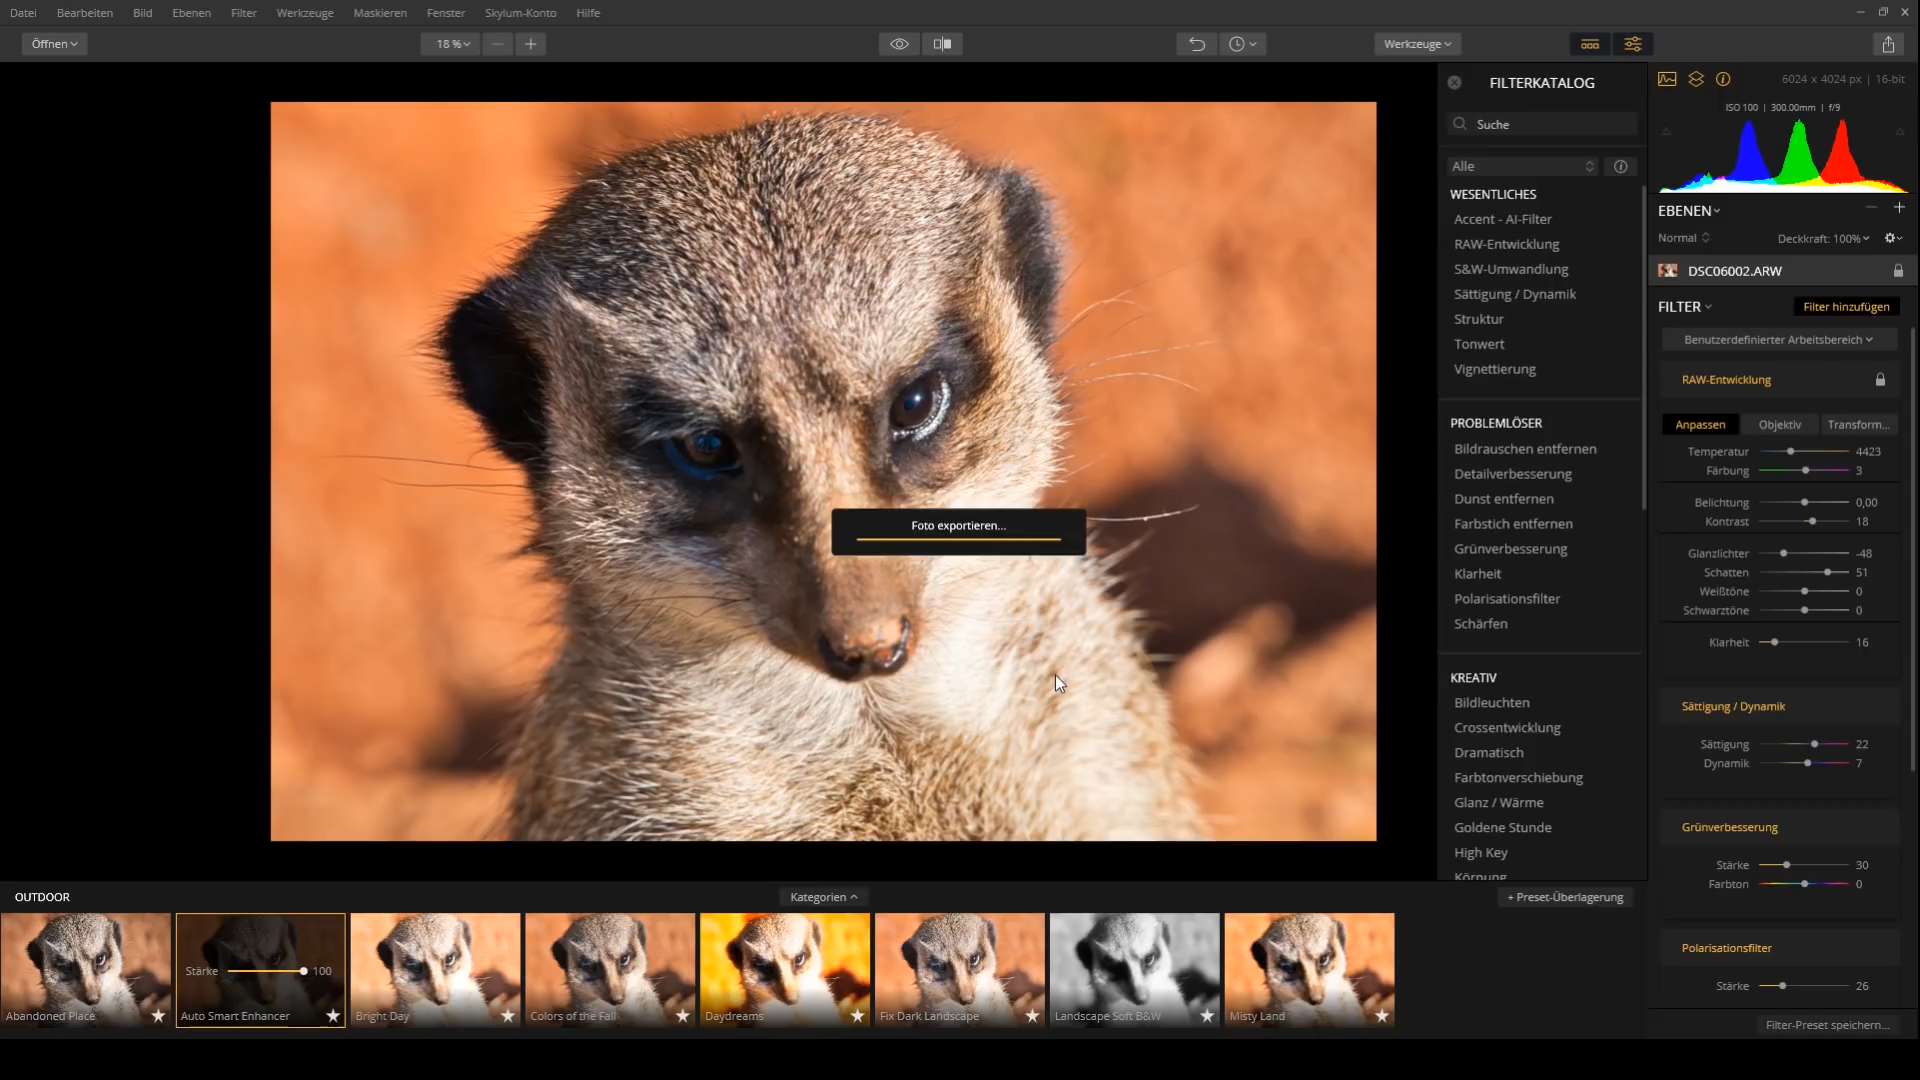 Datei Bearbeiten Bild Ebenen Filter Werkzeuge Maskieren Fenster Skylum-Konto Hilfe
Öffnen 18 % Werkzeuge
FILTERKATALOG
Suche
Alle
WESENTLICHES
Accent - AI-Filter
RAW-Entwicklung
S&W-Umwandlung
Sättigung / Dynamik
Struktur
Tonwert
Vignettierung
PROBLEMLÖSER
Bildrauschen entfernen
Detailverbesserung
Dunst entfernen
Farbstich entfernen
Grünverbesserung
Klarheit
Polarisationsfilter
Schärfen
KREATIV
Bildleuchten
Crossentwicklung
Dramatisch
Farbtonverschiebung
Glanz / Wärme
Goldene Stunde
High Key
Körnung
6024 x 4024 px | 16-bit
ISO 100 | 300.00mm | f/9
EBENEN
Normal Deckkraft: 100%
DSC06002.ARW
FILTER Filter hinzufügen
Benutzerdefinierter Arbeitsbereich
RAW-Entwicklung
Anpassen Objektiv Transform...
Temperatur 4423
Färbung 3
Belichtung 0,00
Kontrast 18
Glanzlichter -48
Schatten 51
Weißtöne 0
Schwarztöne 0
Klarheit 16
Sättigung / Dynamik
Sättigung 22
Dynamik 7
Grünverbesserung
Stärke 30
Farbton 0
Polarisationsfilter
Stärke 26
Filter-Preset speichern...
Foto exportieren...
OUTDOOR Kategorien + Preset-Überlagerung
Stärke 100
Abandoned Place Auto Smart Enhancer Bright Day Colors of the Fall Daydreams Fix Dark Landscape Landscape Soft B&W Misty Land